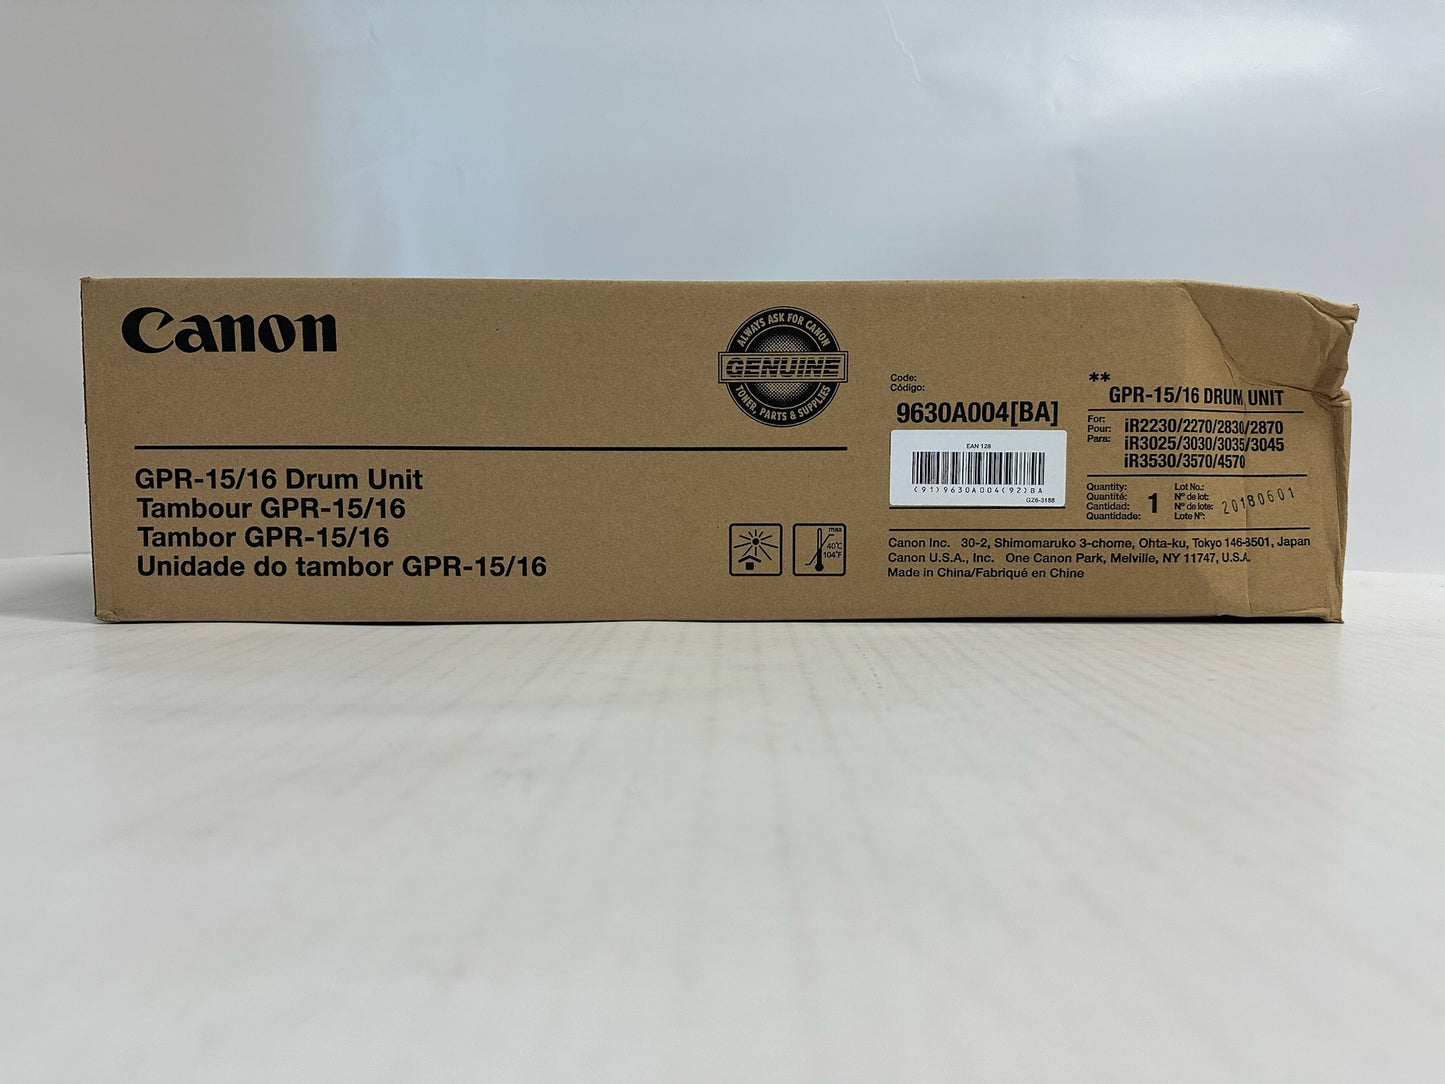 Canon
ALWAYS ASK FOR CANON
GENUINE
TONER, PARTS & SUPPLIES
GPR-15/16 Drum Unit
Tambour GPR-15/16
Tambor GPR-15/16
Unidade do tambor GPR-15/16
max
40°C
104°F
Code:
Código:
9630A004[BA]
EAN 128
(91)9630A004(92)BA
GZ6-3188
**
GPR-15/16 DRUM UNIT
For:
Pour:
Para:
iR2230/2270/2830/2870
iR3025/3030/3035/3045
iR3530/3570/4570
Quantity:
Quantité:
Cantidad:
Quantidade:
1
Lot No.:
Nº de lot:
Nº de lote:
Lote Nº:
20180601
Canon Inc. 30-2, Shimomaruko 3-chome, Ohta-ku, Tokyo 146-8501, Japan
Canon U.S.A., Inc. One Canon Park, Melville, NY 11747, U.S.A.
Made in China/Fabriqué en Chine